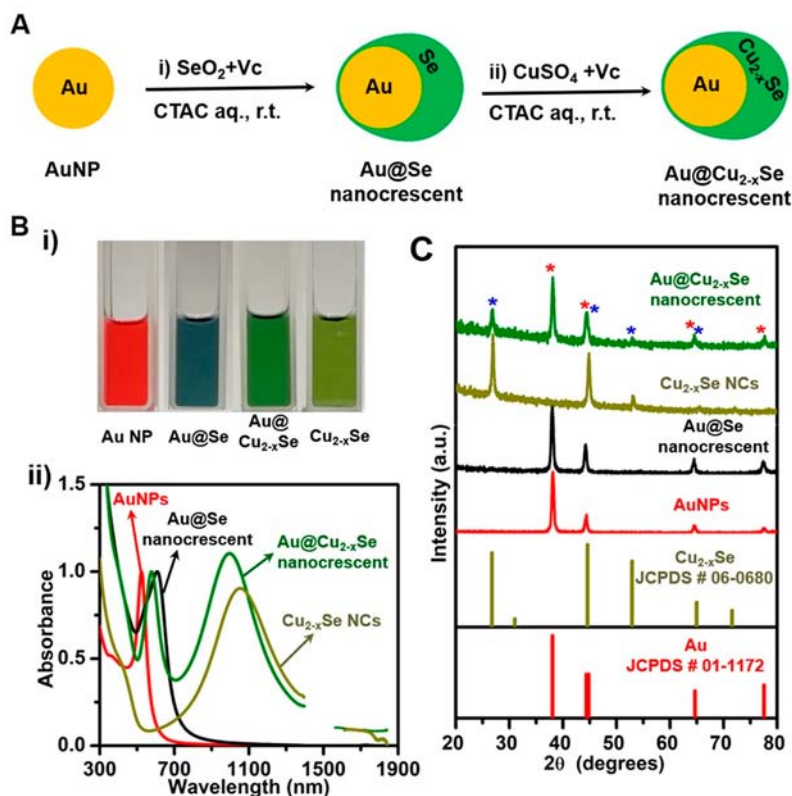 A
Au
AuNP
i) SeO₂+Vc
CTAC aq., r.t.
Au
Se
Au@Se
nanocrescent
ii) CuSO₄ +Vc
CTAC aq., r.t.
Au
Cu₂₋ₓSe
Au@Cu₂₋ₓSe
nanocrescent
B i)
Au NP
Au@Se
Au@
Cu₂₋ₓSe
Cu₂₋ₓSe
ii)
Absorbance
1.5
1.0
0.5
0.0
AuNPs
Au@Se
nanocrescent
Au@Cu₂₋ₓSe
nanocrescent
Cu₂₋ₓSe NCs
300 700 1100 1500 1900
Wavelength (nm)
C
Intensity (a.u.)
* * * * * * * *
Au@Cu₂₋ₓSe
nanocrescent
Cu₂₋ₓSe NCs
Au@Se
nanocrescent
AuNPs
Cu₂₋ₓSe
JCPDS # 06-0680
Au
JCPDS # 01-1172
20 30 40 50 60 70 80
2θ (degrees)